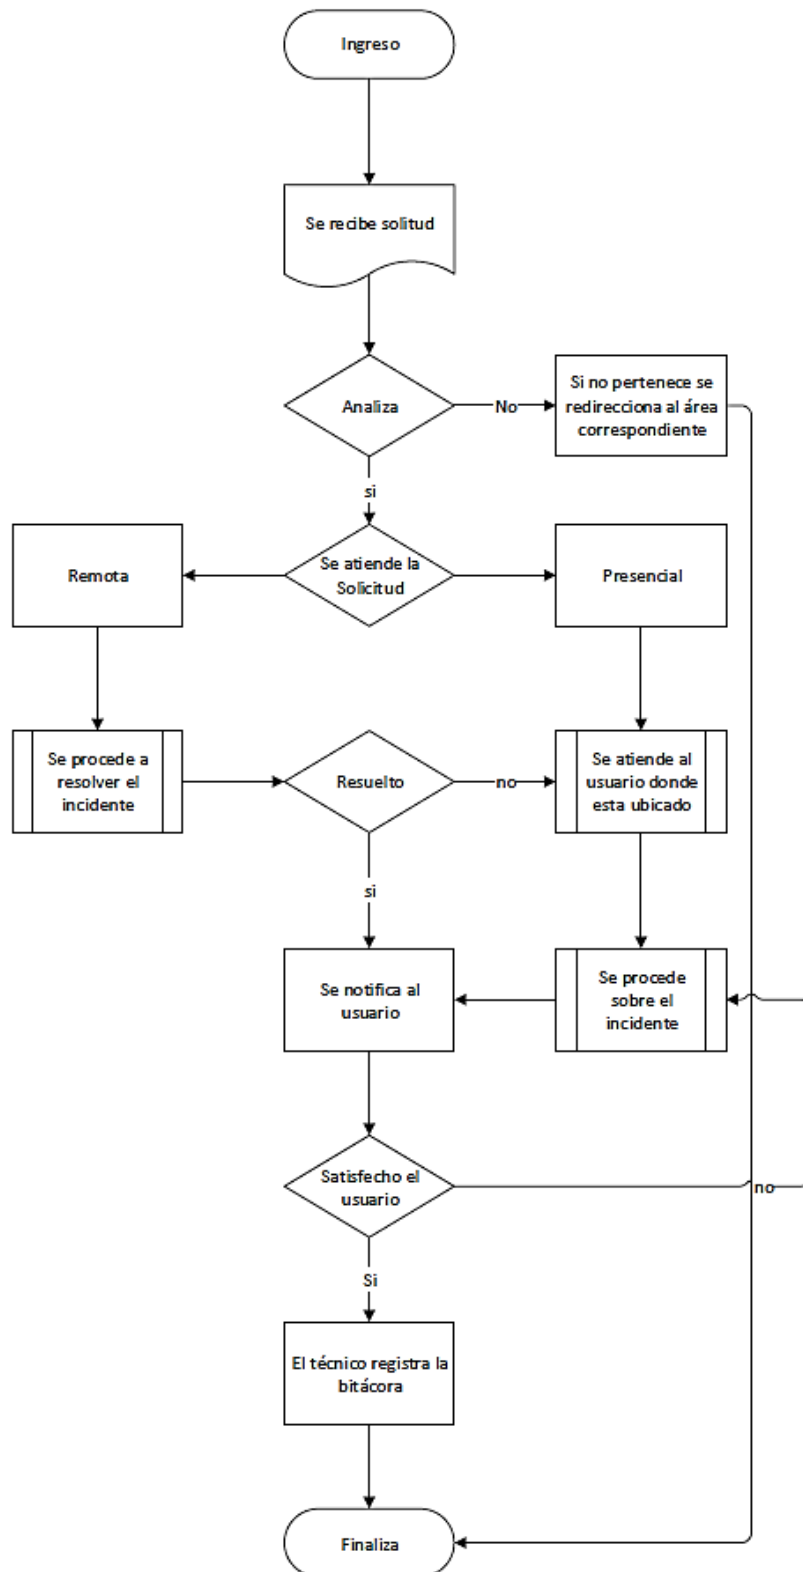 Ingreso
Se recibe solitud
Analiza
No
Si no pertenece se
redirecciona al área
correspondiente
si
Remota
Se atiende la
Solicitud
Presencial
Se procede a
resolver el
incidente
Resuelto
no
Se atiende al
usuario donde
esta ubicado
si
Se notifica al
usuario
Se procede
sobre el
incidente
Satisfecho el
usuario
no
Si
El técnico registra la
bitácora
Finaliza